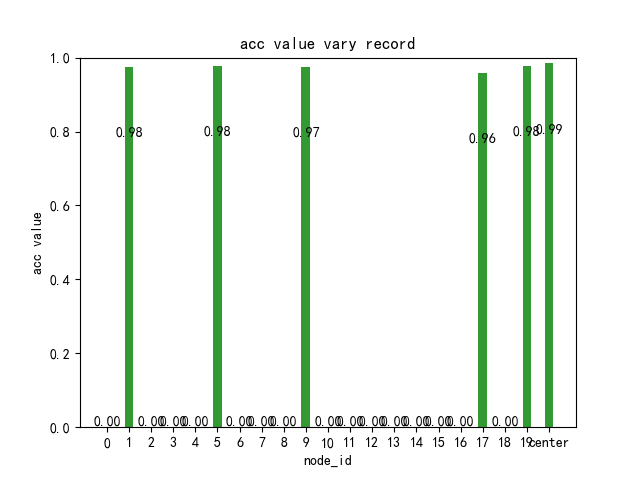 acc value vary record
1.0
0.8
0.6
0.4
0.2
0.0
acc value
0.00 0.98 0.00 0.00 0.00 0.98 0.00 0.00 0.00 0.97 0.00 0.00 0.00 0.00 0.00 0.00 0.00 0.96 0.00 0.98 0.99
0 1 2 3 4 5 6 7 8 9 10 11 12 13 14 15 16 17 18 19 center
node_id